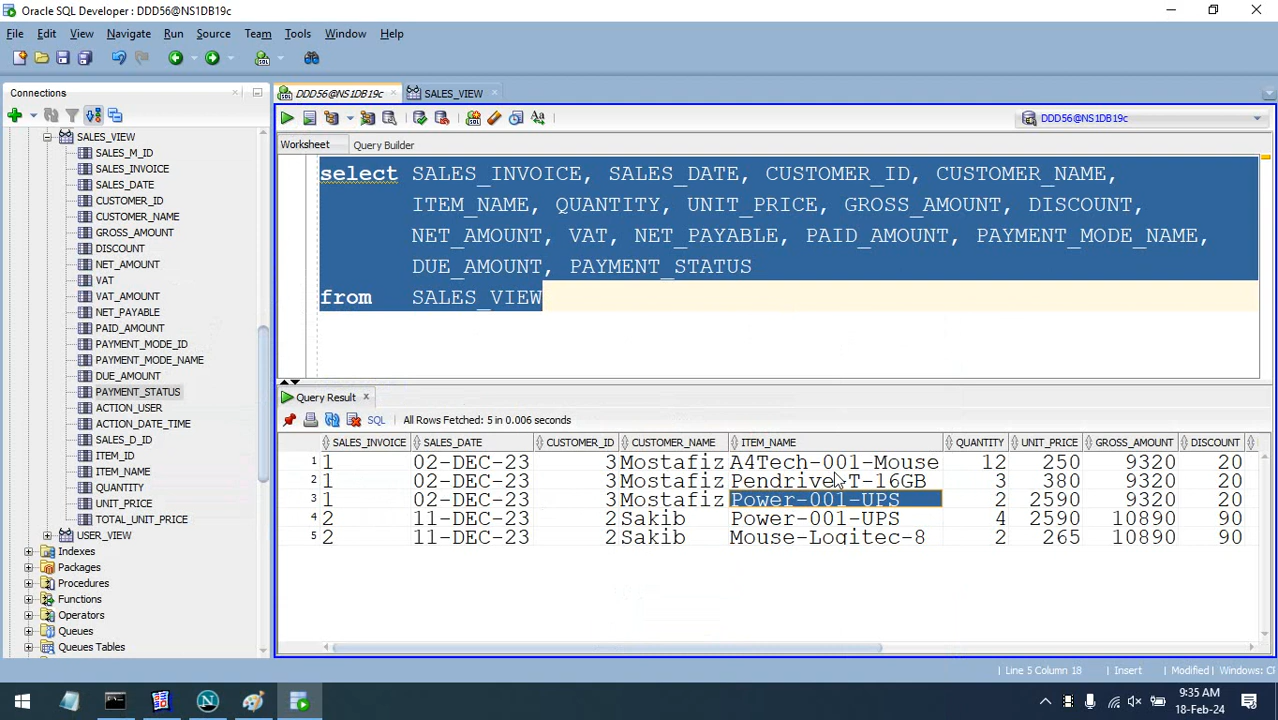 Oracle SQL Developer : DDD56@NS1DB19c
File Edit View Navigate Run Source Team Tools Window Help
Connections
DDD56@NS1DB19c
SALES_VIEW
DDD56@NS1DB19c
Worksheet Query Builder
SALES_VIEW
SALES_M_ID
SALES_INVOICE
SALES_DATE
CUSTOMER_ID
CUSTOMER_NAME
GROSS_AMOUNT
DISCOUNT
NET_AMOUNT
VAT
VAT_AMOUNT
NET_PAYABLE
PAID_AMOUNT
PAYMENT_MODE_ID
PAYMENT_MODE_NAME
DUE_AMOUNT
PAYMENT_STATUS
ACTION_USER
ACTION_DATE_TIME
SALES_D_ID
ITEM_ID
ITEM_NAME
QUANTITY
UNIT_PRICE
TOTAL_UNIT_PRICE
USER_VIEW
Indexes
Packages
Procedures
Functions
Operators
Queues
Queues Tables
select SALES_INVOICE, SALES_DATE, CUSTOMER_ID, CUSTOMER_NAME,
ITEM_NAME, QUANTITY, UNIT_PRICE, GROSS_AMOUNT, DISCOUNT,
NET_AMOUNT, VAT, NET_PAYABLE, PAID_AMOUNT, PAYMENT_MODE_NAME,
DUE_AMOUNT, PAYMENT_STATUS
from SALES_VIEW
Query Result
SQL All Rows Fetched: 5 in 0.006 seconds
SALES_INVOICE SALES_DATE CUSTOMER_ID CUSTOMER_NAME ITEM_NAME QUANTITY UNIT_PRICE GROSS_AMOUNT DISCOUNT
1 1 02-DEC-23 3 Mostafiz A4Tech-001-Mouse 12 250 9320 20
2 1 02-DEC-23 3 Mostafiz Pendrive-T-16GB 3 380 9320 20
3 1 02-DEC-23 3 Mostafiz Power-001-UPS 2 2590 9320 20
4 2 11-DEC-23 2 Sakib Power-001-UPS 4 2590 10890 90
5 2 11-DEC-23 2 Sakib Mouse-Logitec-8 2 265 10890 90
Line 5 Column 18 Insert Modified Windows: CF
9:35 AM
18-Feb-24